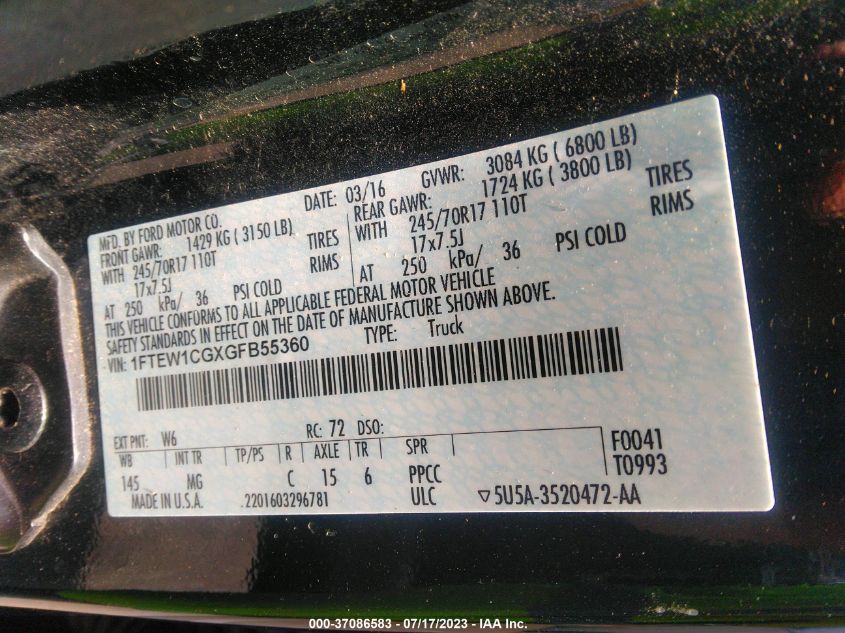 MFD. BY FORD MOTOR CO. DATE: 03/16 GVWR: 3084 KG ( 6800 LB)
FRONT GAWR: 1429 KG ( 3150 LB) REAR GAWR: 1724 KG ( 3800 LB)
WITH 245/70R17 110T TIRES WITH 245/70R17 110T TIRES
17x7.5J RIMS 17x7.5J RIMS
AT 250 kPa/ 36 PSI COLD AT 250 kPa/ 36 PSI COLD
THIS VEHICLE CONFORMS TO ALL APPLICABLE FEDERAL MOTOR VEHICLE
SAFETY STANDARDS IN EFFECT ON THE DATE OF MANUFACTURE SHOWN ABOVE.
VIN: 1FTEW1CGXGFB55360 TYPE: Truck
EXT PNT: W6 RC: 72 DSO:
WB INT TR TP/PS R AXLE TR SPR F0041
145 MG C 15 6 PPCC T0993
MADE IN U.S.A. .2201603296781 ULC ▽5U5A-3520472-AA
000-37086583 - 07/17/2023 - IAA Inc.